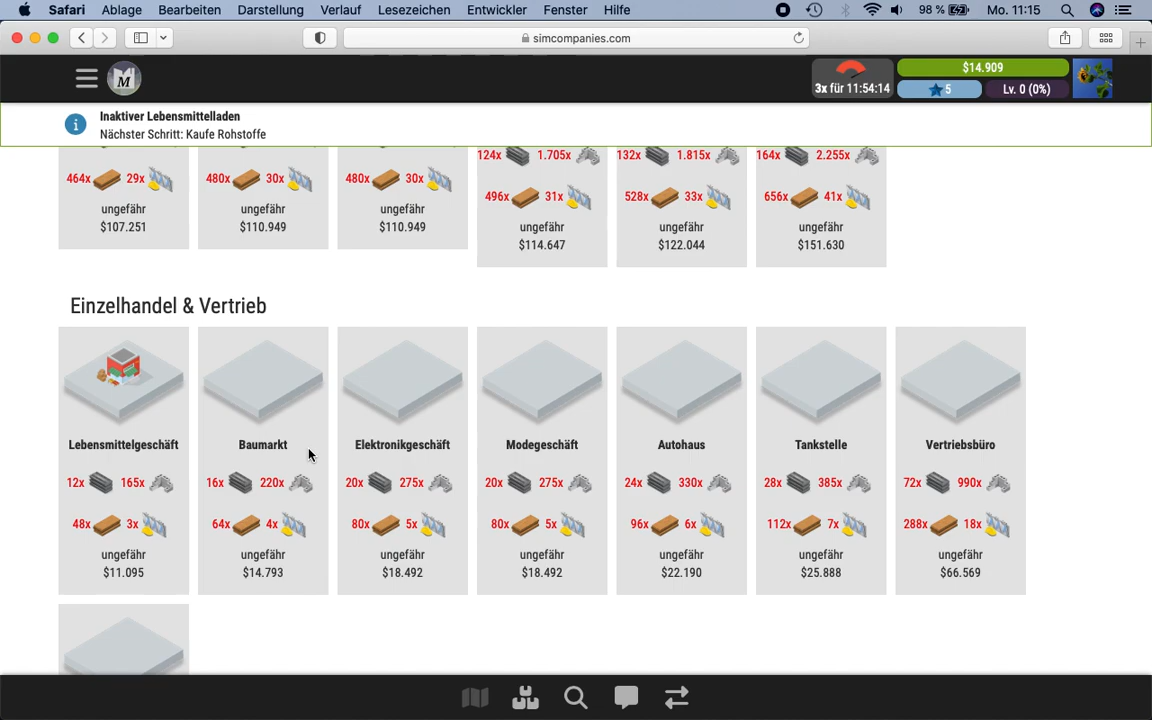 Safari Ablage Bearbeiten Darstellung Verlauf Lesezeichen Entwickler Fenster Hilfe 98 % Mo. 11:15
simcompanies.com
M 3x für 11:54:14 $14.909 5 Lv. 0 (0%)
Inaktiver Lebensmittelladen
Nächster Schritt: Kaufe Rohstoffe
124x 1.705x 132x 1.815x 164x 2.255x
464x 29x 480x 30x 480x 30x 496x 31x 528x 33x 656x 41x
ungefähr ungefähr ungefähr ungefähr ungefähr ungefähr
$107.251 $110.949 $110.949 $114.647 $122.044 $151.630
Einzelhandel & Vertrieb
Lebensmittelgeschäft Baumarkt Elektronikgeschäft Modegeschäft Autohaus Tankstelle Vertriebsbüro
12x 165x 16x 220x 20x 275x 20x 275x 24x 330x 28x 385x 72x 990x
48x 3x 64x 4x 80x 5x 80x 5x 96x 6x 112x 7x 288x 18x
ungefähr ungefähr ungefähr ungefähr ungefähr ungefähr ungefähr
$11.095 $14.793 $18.492 $18.492 $22.190 $25.888 $66.569